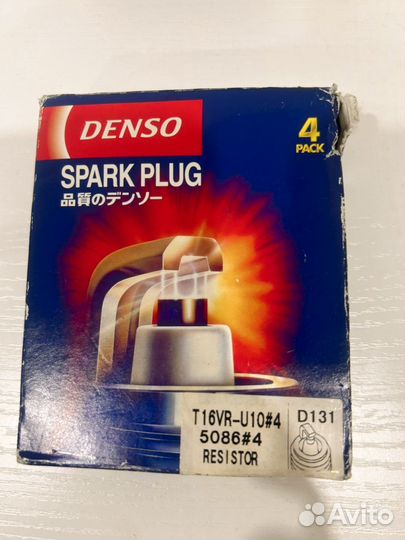 DENSO
4
PACK
SPARK PLUG
品質のデンソー
T16VR-U10#4
D131
5086#4
RESISTOR
Avito